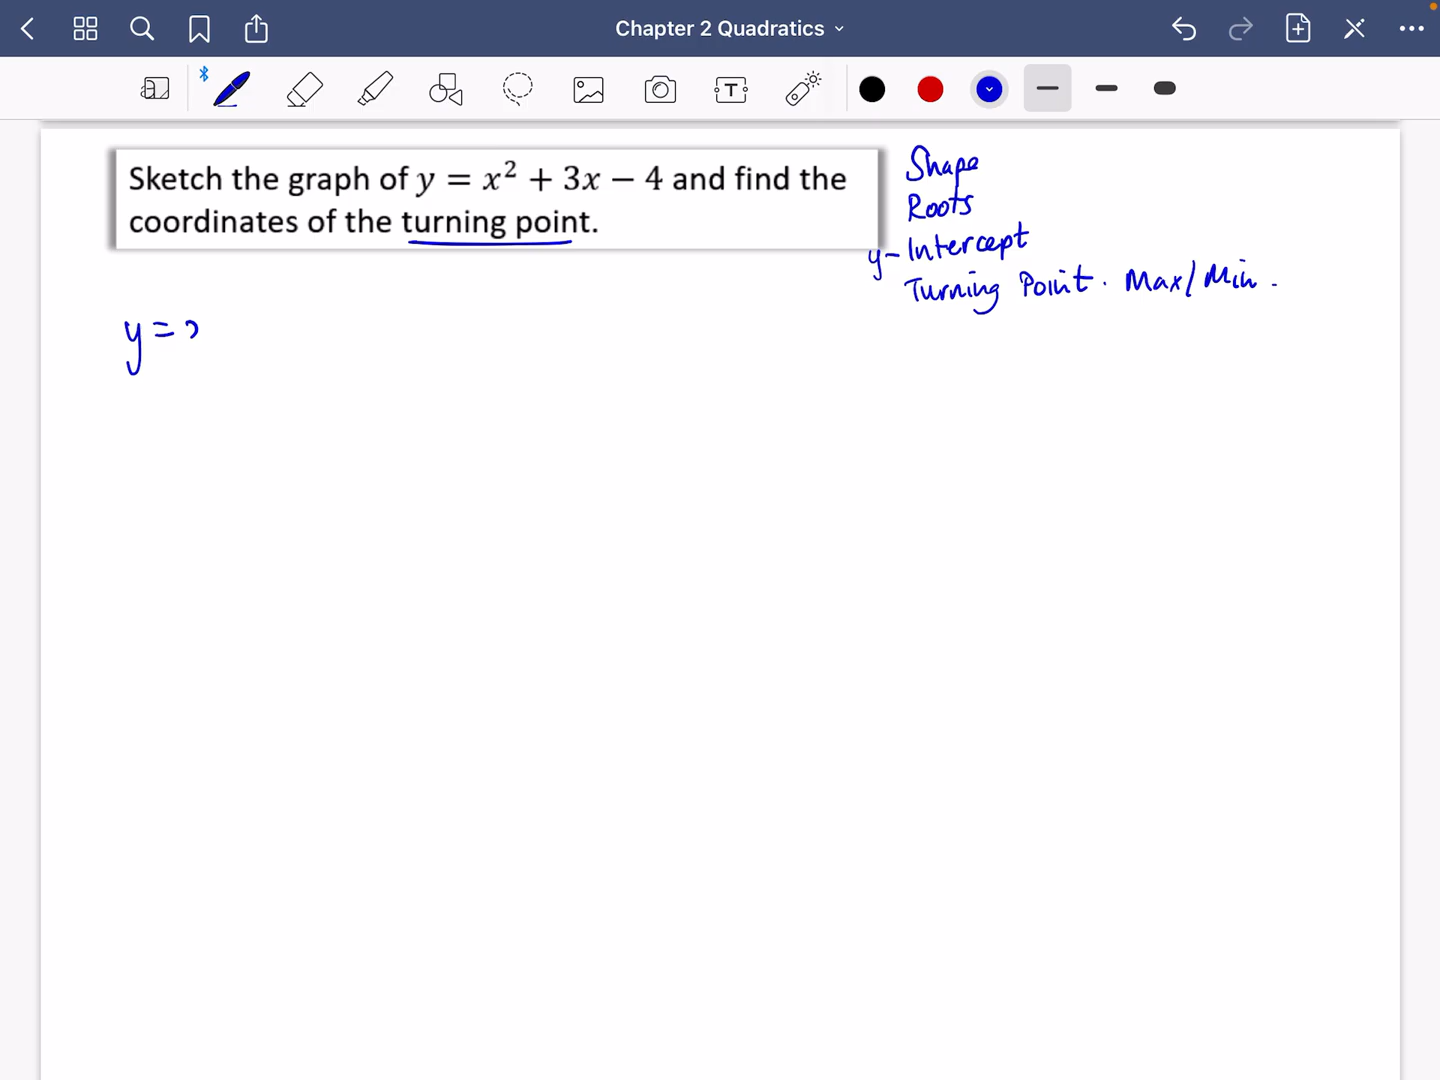 Chapter 2 Quadratics
T
Sketch the graph of y = x² + 3x − 4 and find the
coordinates of the turning point.
Shape
Roots
y-Intercept
Turning Point. Max/Min.
y =